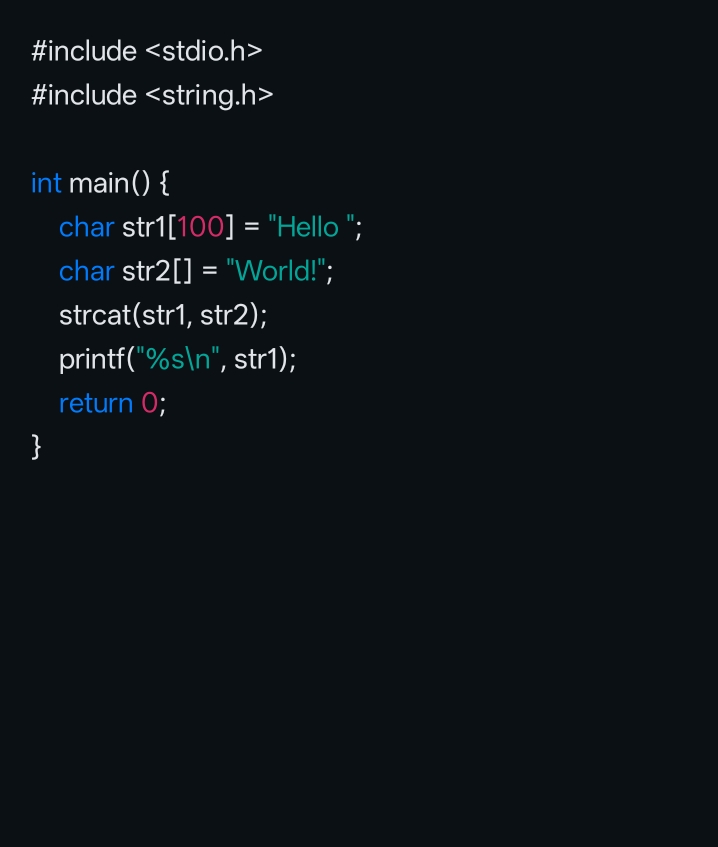 #include <stdio.h>
#include <string.h>
int main() {
char str1[100] = "Hello ";
char str2[] = "World!";
strcat(str1, str2);
printf("%s\n", str1);
return 0;
}